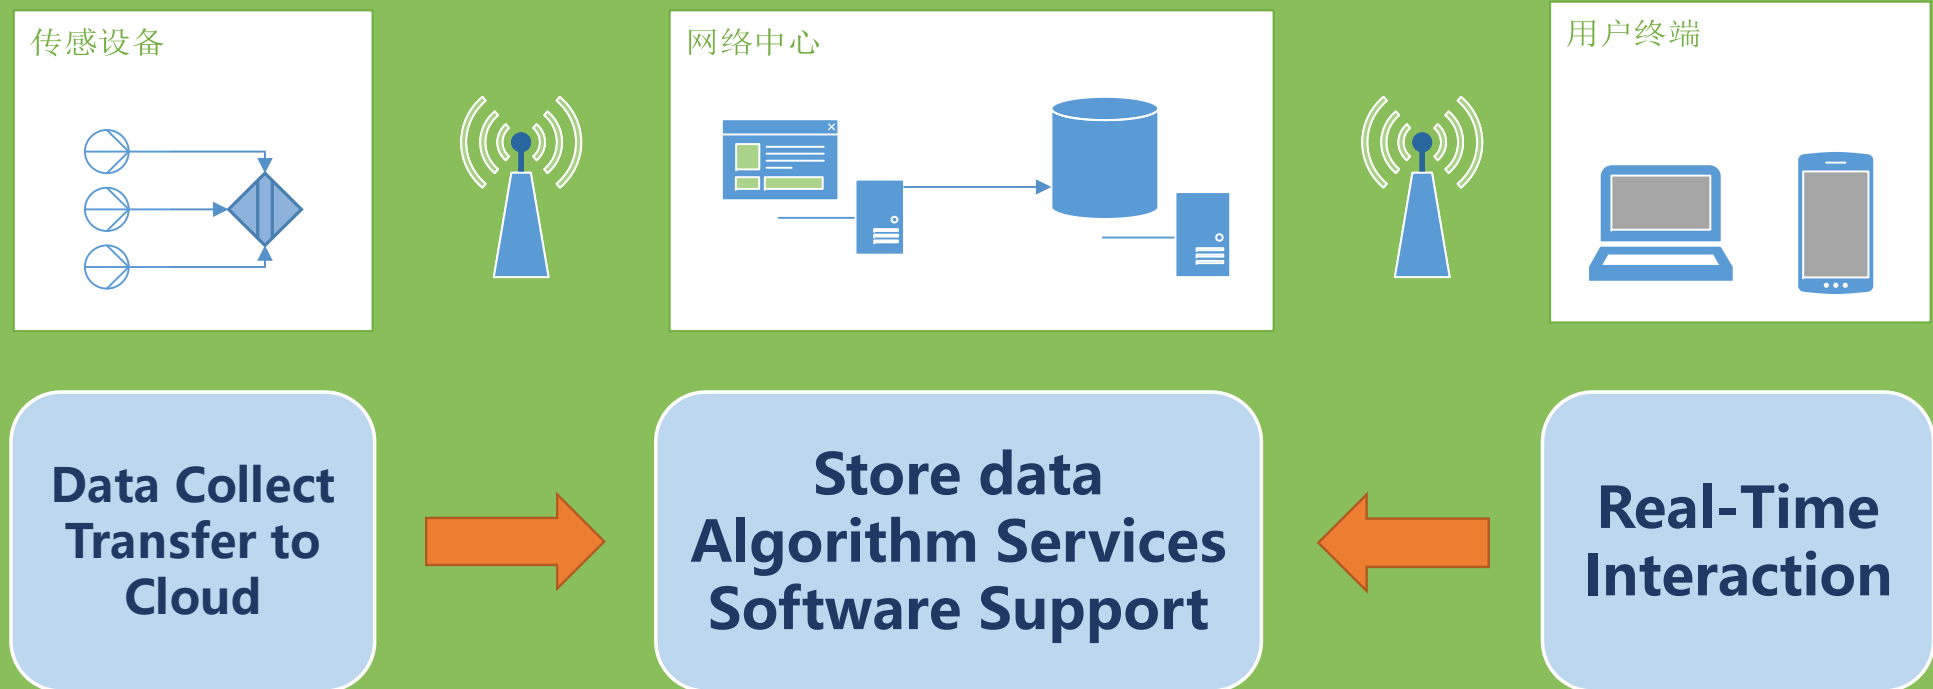 传感设备
网络中心
用户终端
Data Collect
Transfer to
Cloud
Store data
Algorithm Services
Software Support
Real-Time
Interaction